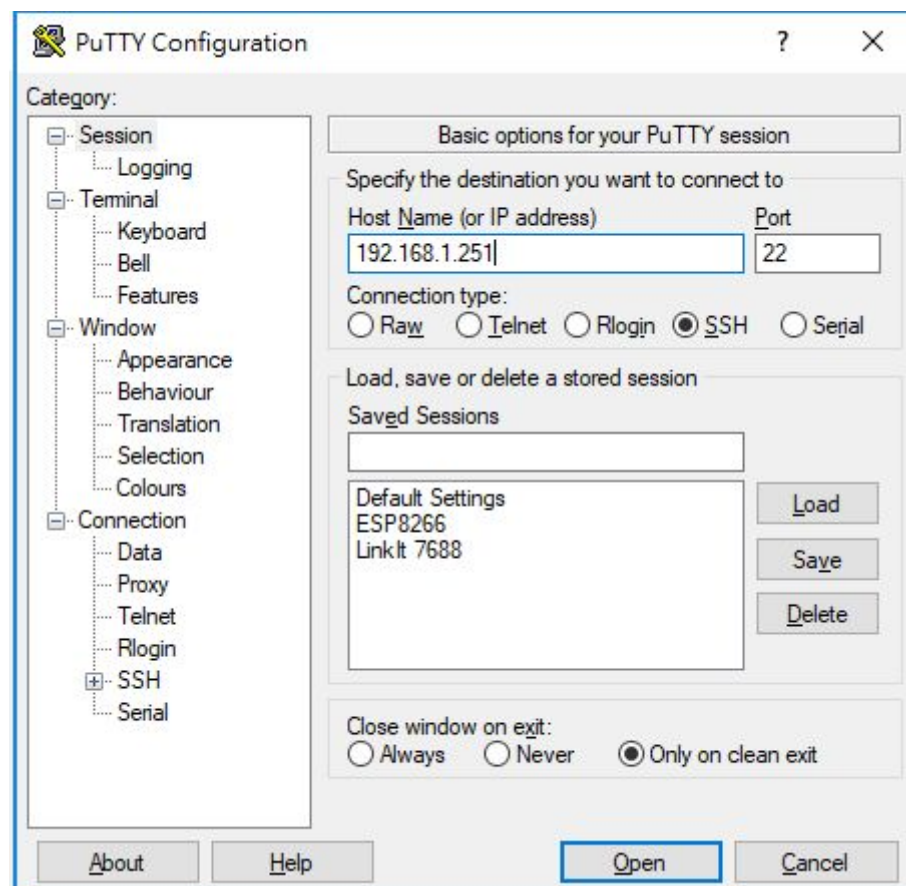 PuTTY Configuration
Category:
Session
Logging
Terminal
Keyboard
Bell
Features
Window
Appearance
Behaviour
Translation
Selection
Colours
Connection
Data
Proxy
Telnet
Rlogin
SSH
Serial
Basic options for your PuTTY session
Specify the destination you want to connect to
Host Name (or IP address) Port
192.168.1.251 22
Connection type:
Raw Telnet Rlogin SSH Serial
Load, save or delete a stored session
Saved Sessions
Default Settings
ESP8266
LinkIt 7688
Load
Save
Delete
Close window on exit:
Always Never Only on clean exit
About Help Open Cancel